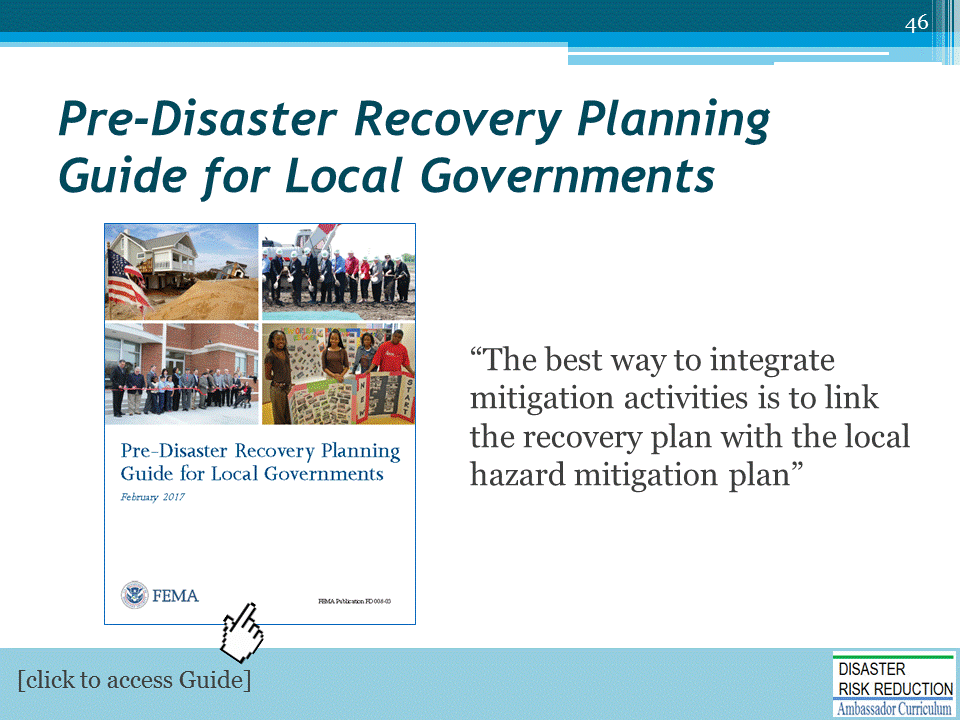 46
Pre-Disaster Recovery Planning
Guide for Local Governments
Pre-Disaster Recovery Planning
Guide for Local Governments
February 2017
FEMA
FEMA Publication FD 008-03
“The best way to integrate
mitigation activities is to link
the recovery plan with the local
hazard mitigation plan”
[click to access Guide]
DISASTER
RISK REDUCTION
Ambassador Curriculum